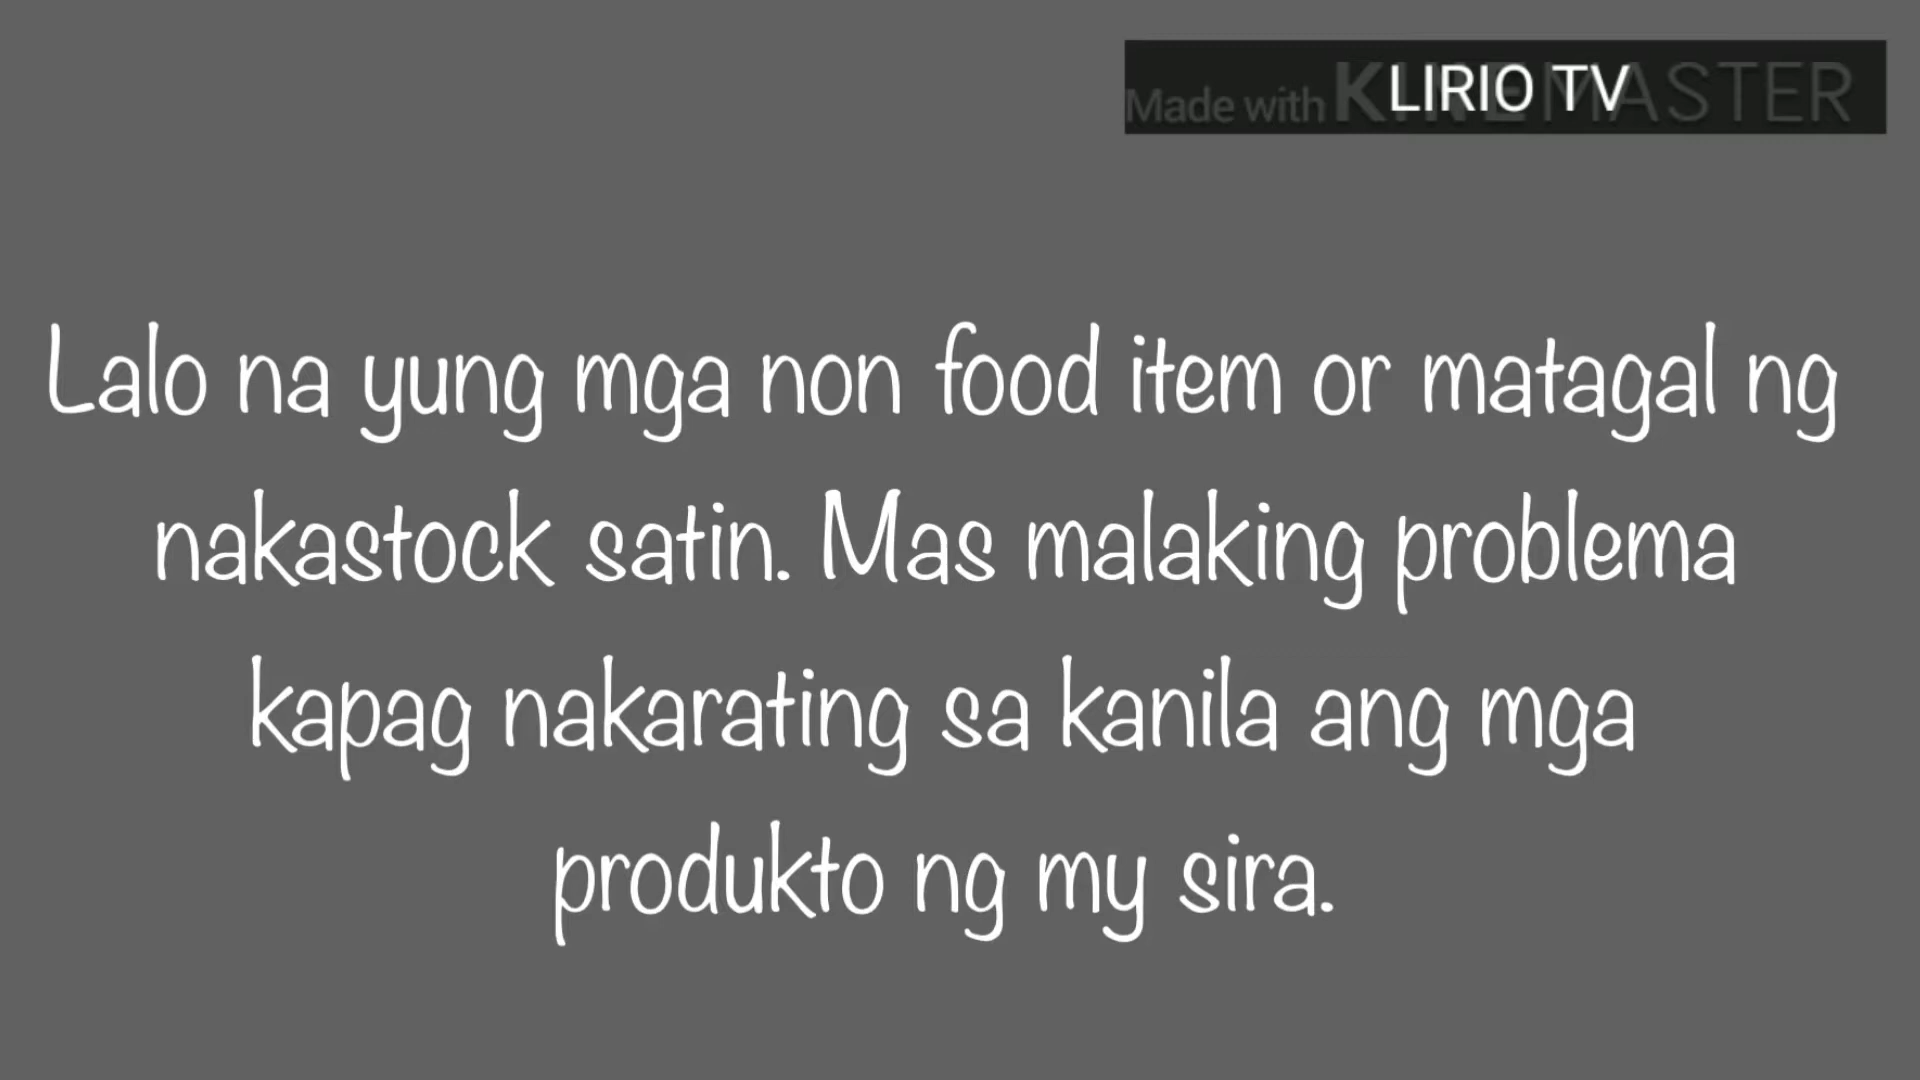 Made with KINEMASTER
LIRIO TV
Lalo na yung mga non food item or matagal ng
nakastock satin. Mas malaking problema
kapag nakarating sa kanila ang mga
produkto ng my sira.